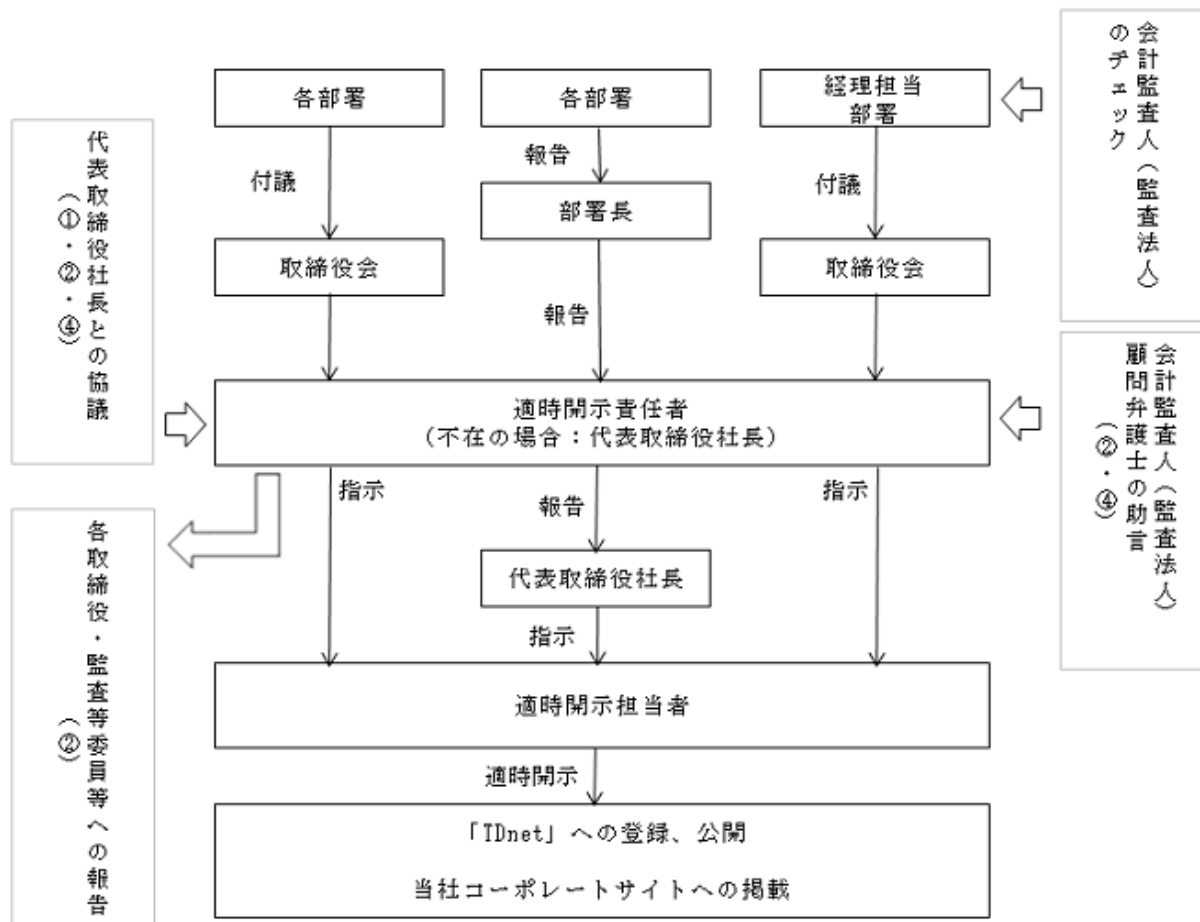 各部署
各部署
経理担当
部署
会計監査人(監査法人)
のチェック
代表取締役社長との協議
(①・②・④)
付議
報告
付議
部署長
取締役会
取締役会
報告
会計監査人(監査法人)
顧問弁護士の助言
(②・④)
適時開示責任者
(不在の場合:代表取締役社長)
指示
報告
指示
各取締役・監査等委員等への報告
(②)
代表取締役社長
指示
適時開示担当者
適時開示
「TDnet」への登録、公開
当社コーポレートサイトへの掲載